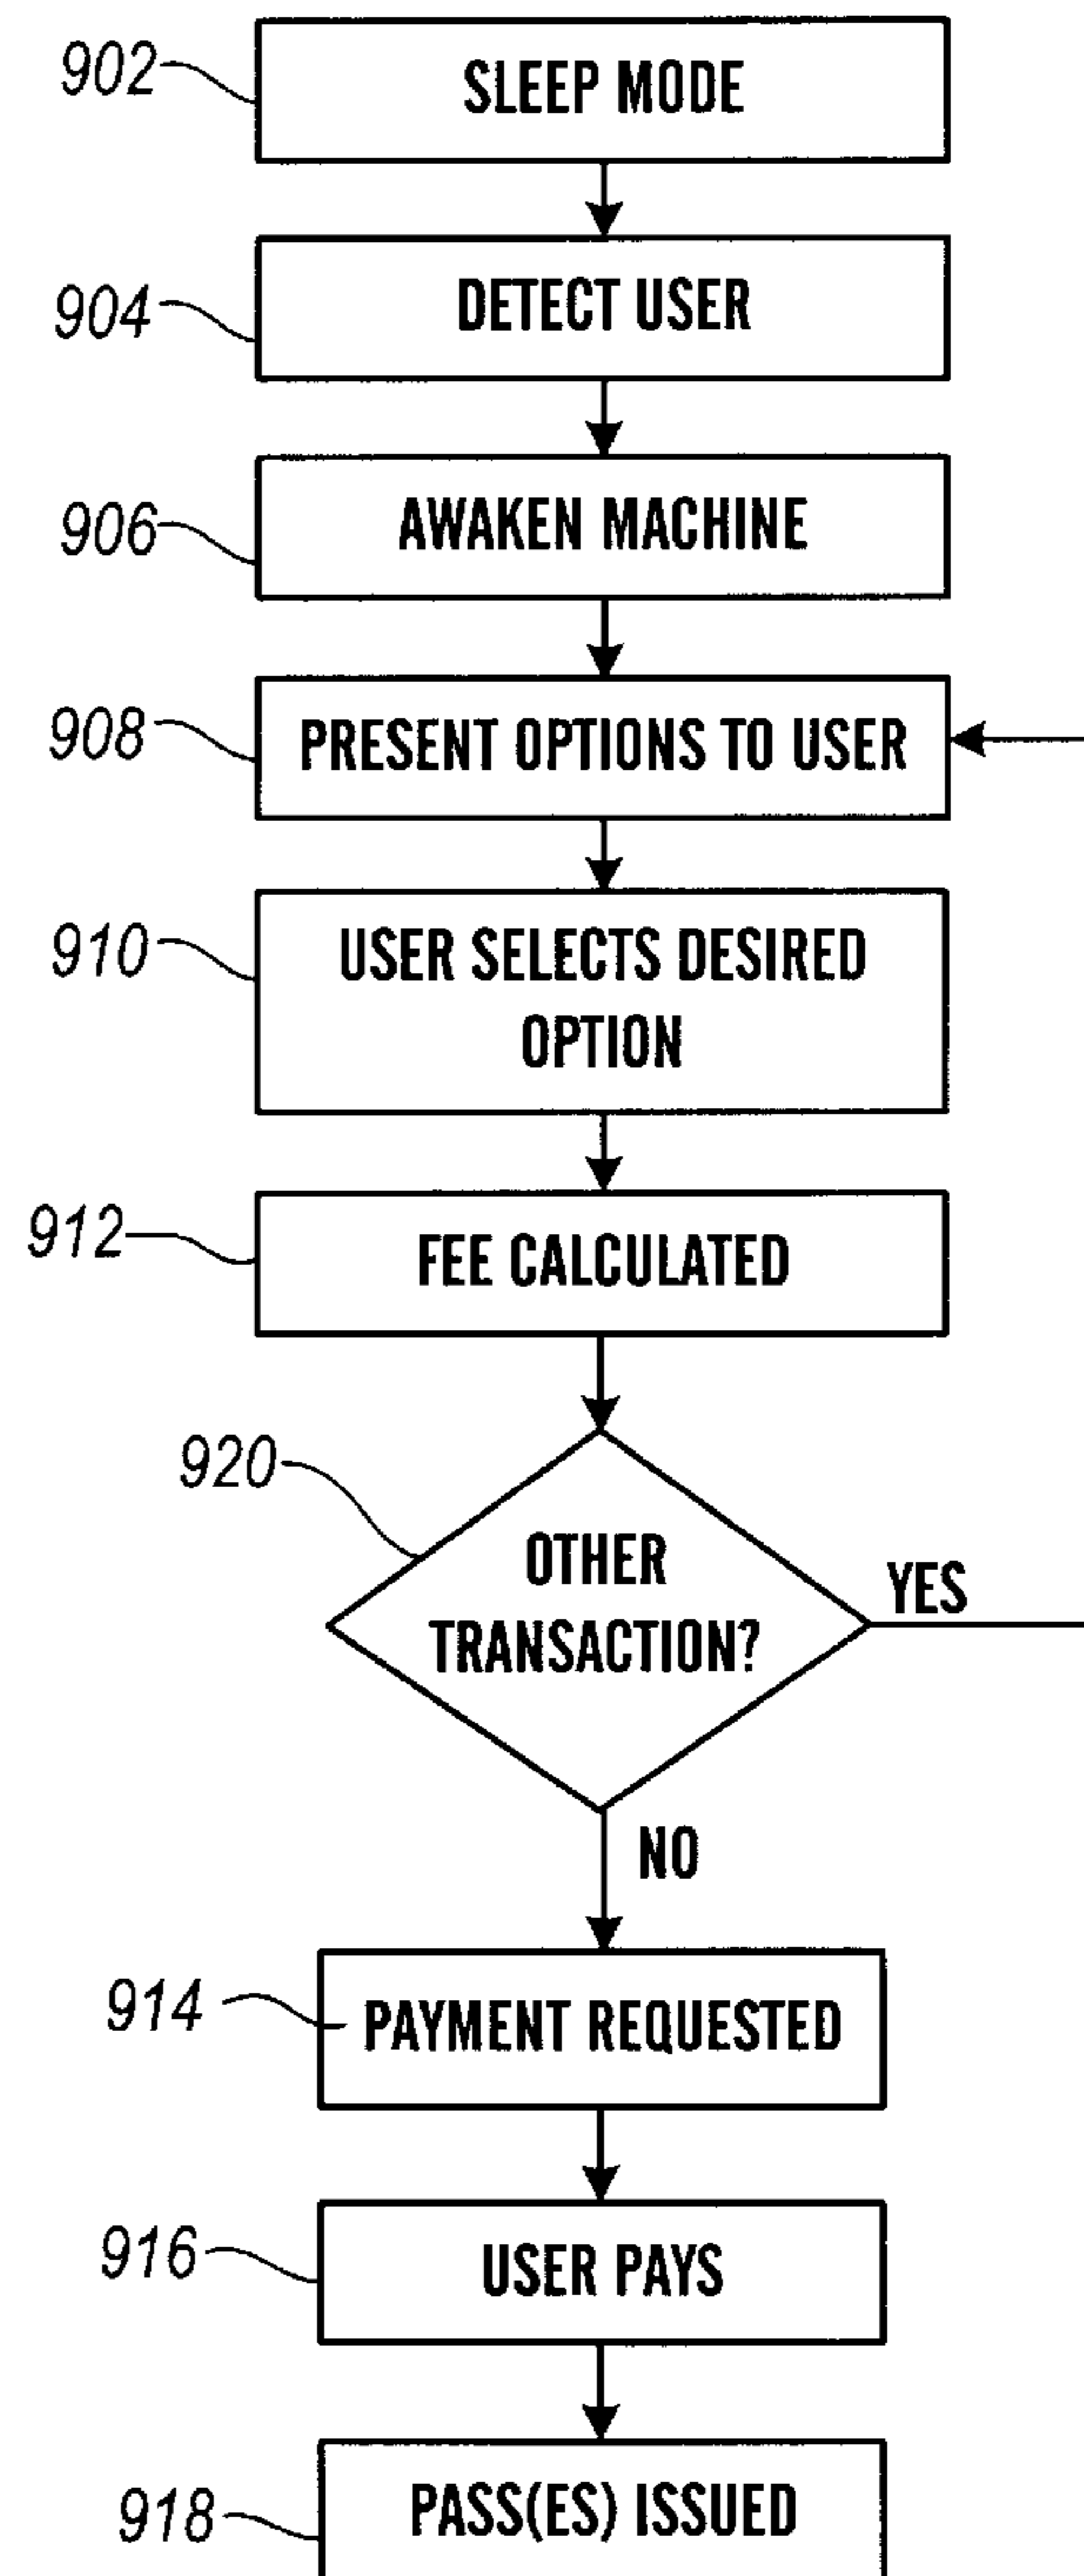 902
SLEEP MODE
904
DETECT USER
906
AWAKEN MACHINE
908
PRESENT OPTIONS TO USER
910
USER SELECTS DESIRED
OPTION
912
FEE CALCULATED
920
OTHER
TRANSACTION?
YES
NO
914
PAYMENT REQUESTED
916
USER PAYS
918
PASS(ES) ISSUED